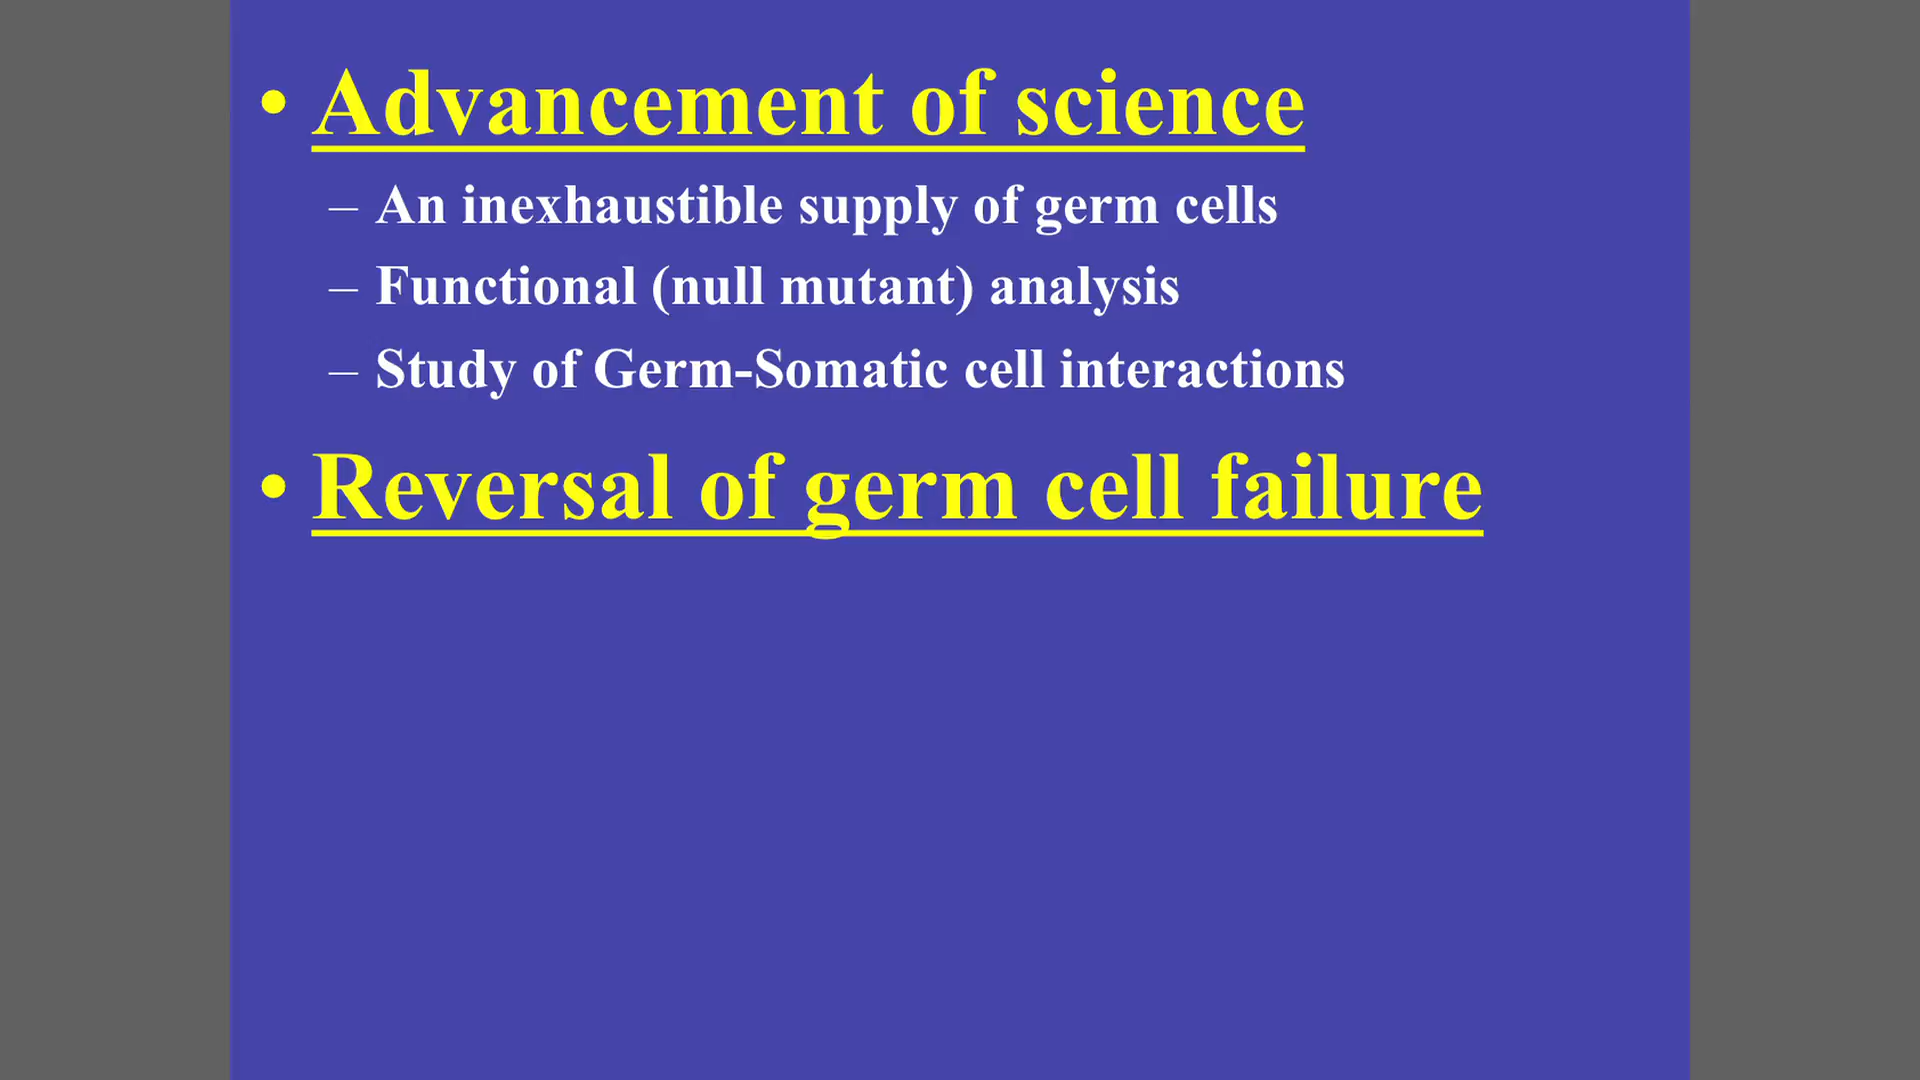 • Advancement of science
– An inexhaustible supply of germ cells
– Functional (null mutant) analysis
– Study of Germ-Somatic cell interactions
• Reversal of germ cell failure